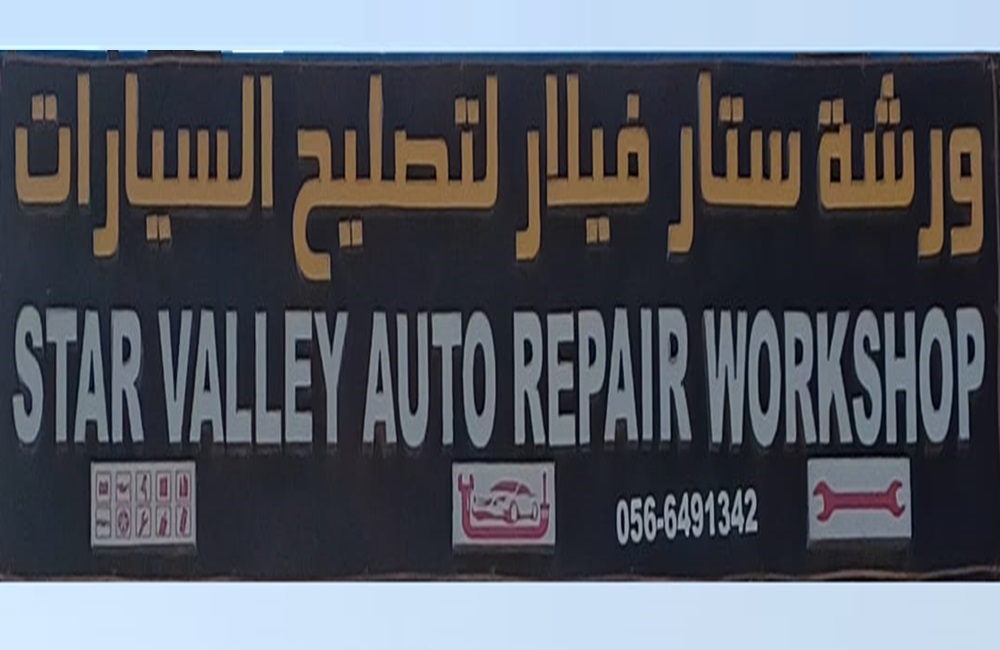 ورشة ستار فيلار لتصليح السيارات
STAR VALLEY AUTO REPAIR WORKSHOP
056-6491342